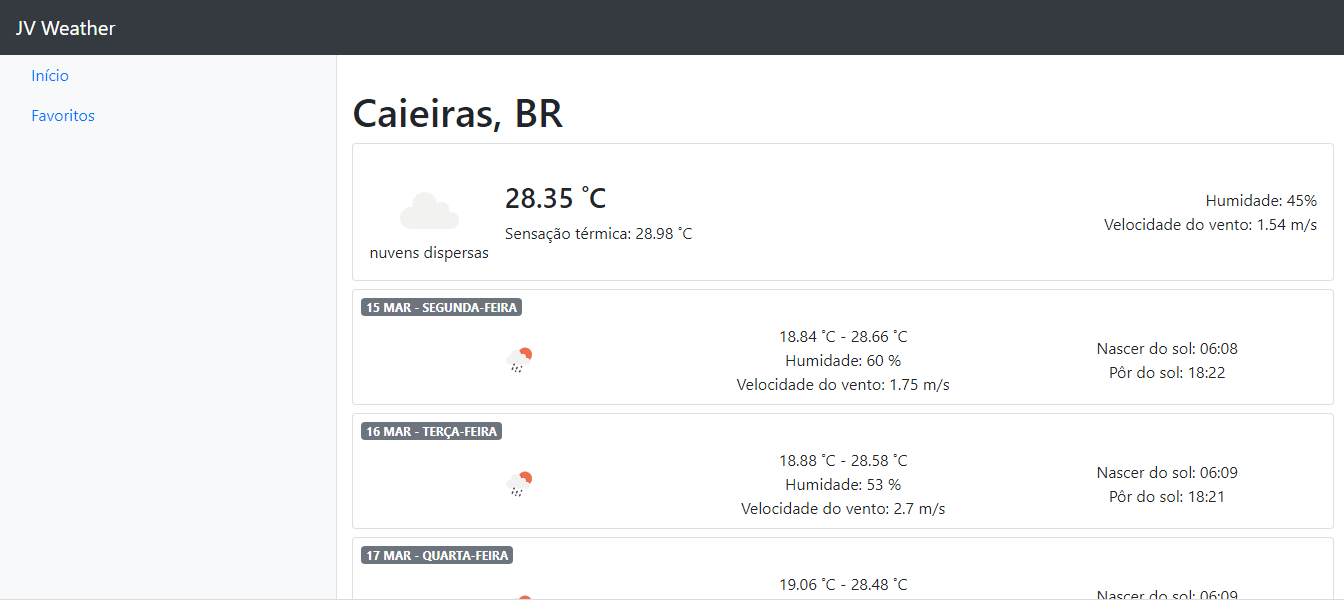 JV Weather
Início
Favoritos
Caieiras, BR
28.35 °C
Sensação térmica: 28.98 °C
nuvens dispersas
Humidade: 45%
Velocidade do vento: 1.54 m/s
15 MAR - SEGUNDA-FEIRA
18.84 °C - 28.66 °C
Humidade: 60 %
Velocidade do vento: 1.75 m/s
Nascer do sol: 06:08
Pôr do sol: 18:22
16 MAR - TERÇA-FEIRA
18.88 °C - 28.58 °C
Humidade: 53 %
Velocidade do vento: 2.7 m/s
Nascer do sol: 06:09
Pôr do sol: 18:21
17 MAR - QUARTA-FEIRA
19.06 °C - 28.48 °C
Nascer do sol: 06:09